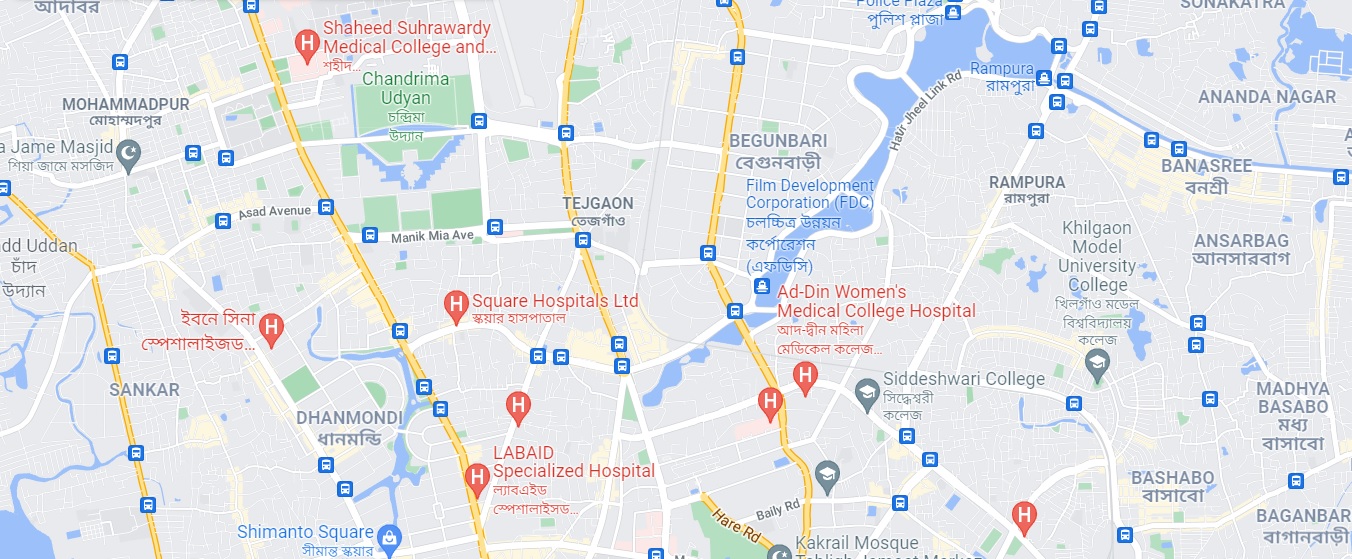 আদাবর
Police Plaza
পুলিশ প্লাজা
SONAKATRA
Shaheed Suhrawardy
Medical College and...
শহীদ...
Chandrima
Udyan
চন্দ্রিমা
উদ্যান
Rampura
রামপুরা
Hatir Jheel Link Rd
ANANDA NAGAR
MOHAMMADPUR
মোহাম্মদপুর
a Jame Masjid
শিয়া জামে মসজিদ
BEGUNBARI
বেগুনবাড়ী
BANASREE
বনশ্রী
Film Development
Corporation (FDC)
চলচ্চিত্র উন্নয়ন
কর্পোরেশন
(এফডিসি)
RAMPURA
রামপুরা
TEJGAON
তেজগাঁও
Asad Avenue
Manik Mia Ave
Khilgaon
Model
University
College
খিলগাঁও মডেল
বিশ্ববিদ্যালয়
কলেজ
ANSARBAG
আনসারবাগ
Uddan
চাঁদ
উদ্যান
Square Hospitals Ltd
স্কয়ার হাসপাতাল
Ad-Din Women's
Medical College Hospital
আদ-দ্বীন মহিলা
মেডিকেল কলেজ...
ইবনে সিনা
স্পেশালাইজড...
SANKAR
Siddeshwari College
সিদ্ধেশ্বরী
কলেজ
MADHYA
BASABO
মধ্য
বাসাবো
DHANMONDI
ধানমন্ডি
LABAID
Specialized Hospital
ল্যাবএইড
স্পেশালাইসড...
BASHABO
বাসাবো
Baily Rd
Hare Rd
BAGANBAR
বাগানবাড়ী
Shimanto Square
সীমান্ত স্কয়ার
Kakrail Mosque